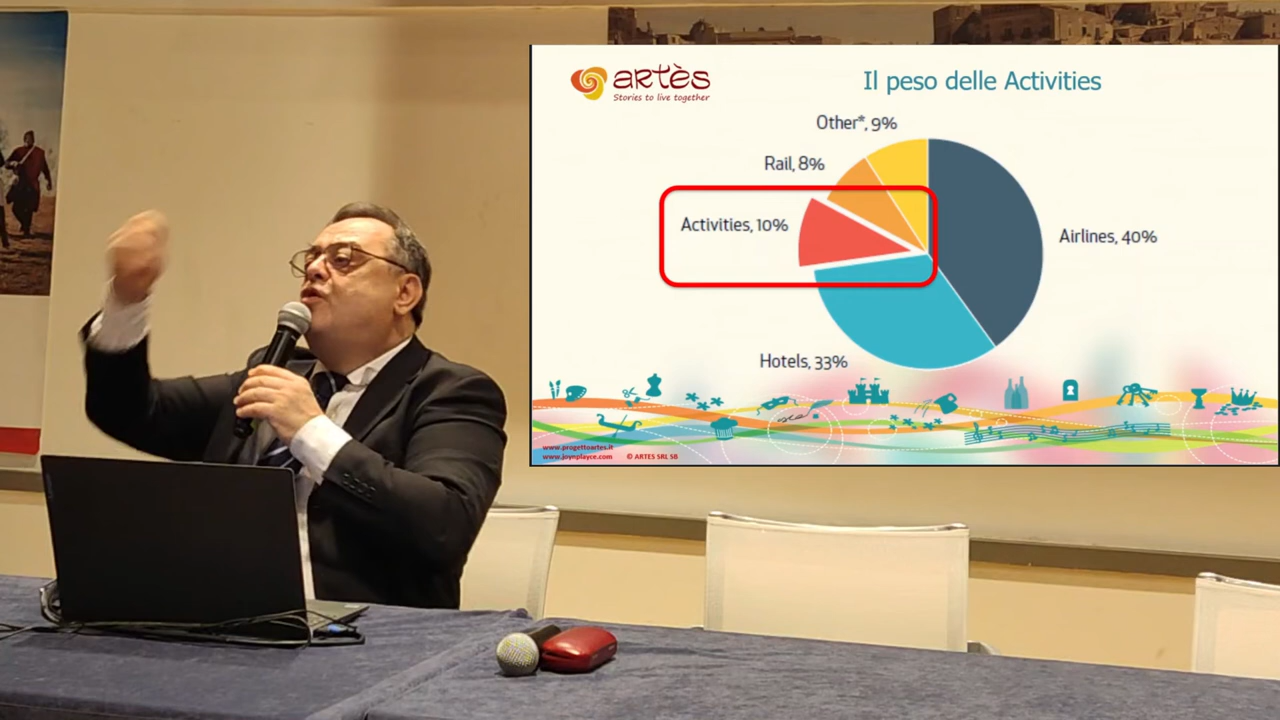 artès
Stories to live together
Il peso delle Activities
Other*, 9%
Rail, 8%
Activities, 10%
Airlines, 40%
Hotels, 33%
www.progettoartes.it
www.joynplayce.com © ARTES SRL SB